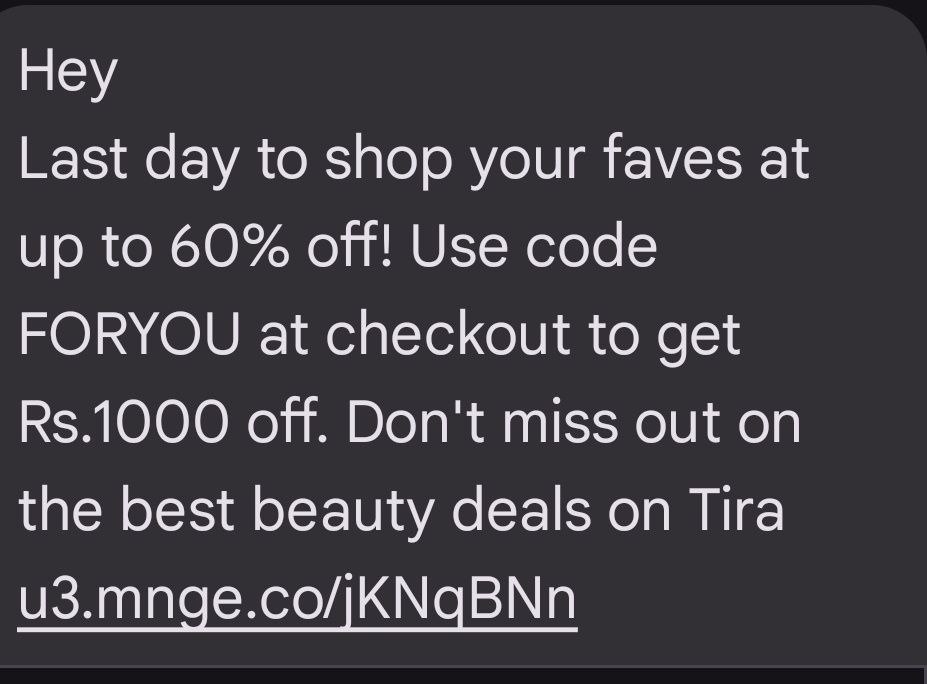 Hey
Last day to shop your faves at
up to 60% off! Use code
FORYOU at checkout to get
Rs.1000 off. Don't miss out on
the best beauty deals on Tira
u3.mnge.co/jKNqBNn